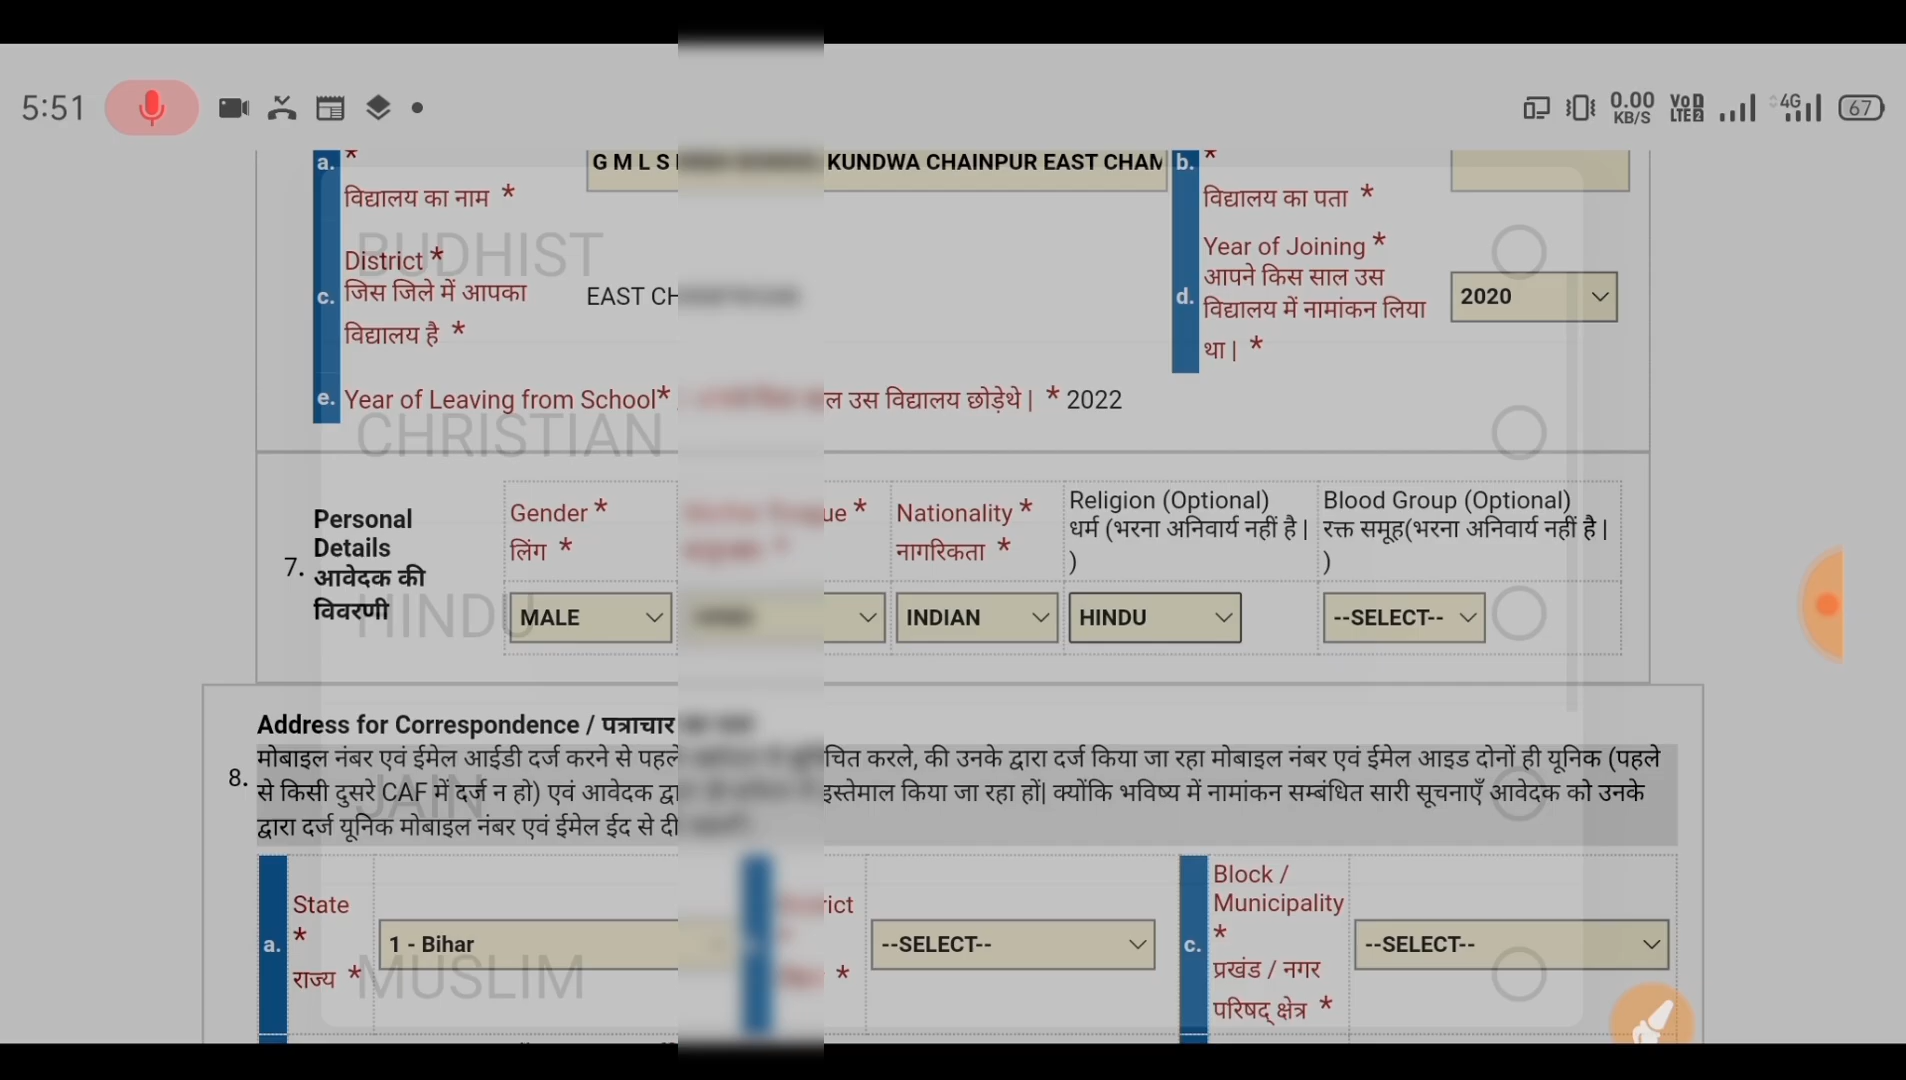 5:51
0.00 KB/S VoD LTE2 4G 67
a. * G M L S KUNDWA CHAINPUR EAST CHAM b. *
विद्यालय का नाम * विद्यालय का पता *
BUDHIST
District * Year of Joining *
c. जिस जिले में आपका EAST CH d. आपने किस साल उस 2020
विद्यालय है * विद्यालय में नामांकन लिया
था | *
e. Year of Leaving from School* ल उस विद्यालय छोड़ेथे | * 2022
CHRISTIAN
7. Personal Details आवेदक की विवरणी
Gender * ue * Nationality * Religion (Optional) Blood Group (Optional)
लिंग * नागरिकता * धर्म (भरना अनिवार्य नहीं है | ) रक्त समूह(भरना अनिवार्य नहीं है | )
HINDU
MALE INDIAN HINDU --SELECT--
Address for Correspondence / पत्राचार
8. मोबाइल नंबर एवं ईमेल आईडी दर्ज करने से पहले चित करले, की उनके द्वारा दर्ज किया जा रहा मोबाइल नंबर एवं ईमेल आइड दोनों ही यूनिक (पहले
से किसी दुसरे CAF में दर्ज न हो) एवं आवेदक द्वा इस्तेमाल किया जा रहा हों| क्योंकि भविष्य में नामांकन सम्बंधित सारी सूचनाएँ आवेदक को उनके
द्वारा दर्ज यूनिक मोबाइल नंबर एवं ईमेल ईद से दी
JAIN
a. State * राज्य * 1 - Bihar ict * --SELECT-- c. Block / Municipality * प्रखंड / नगर परिषद् क्षेत्र * --SELECT--
MUSLIM